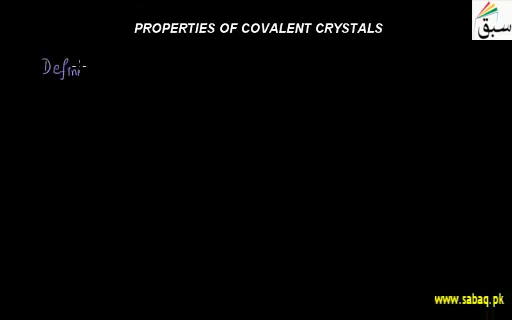 PROPERTIES OF COVALENT CRYSTALS
سبق
Defini
www.sabaq.pk